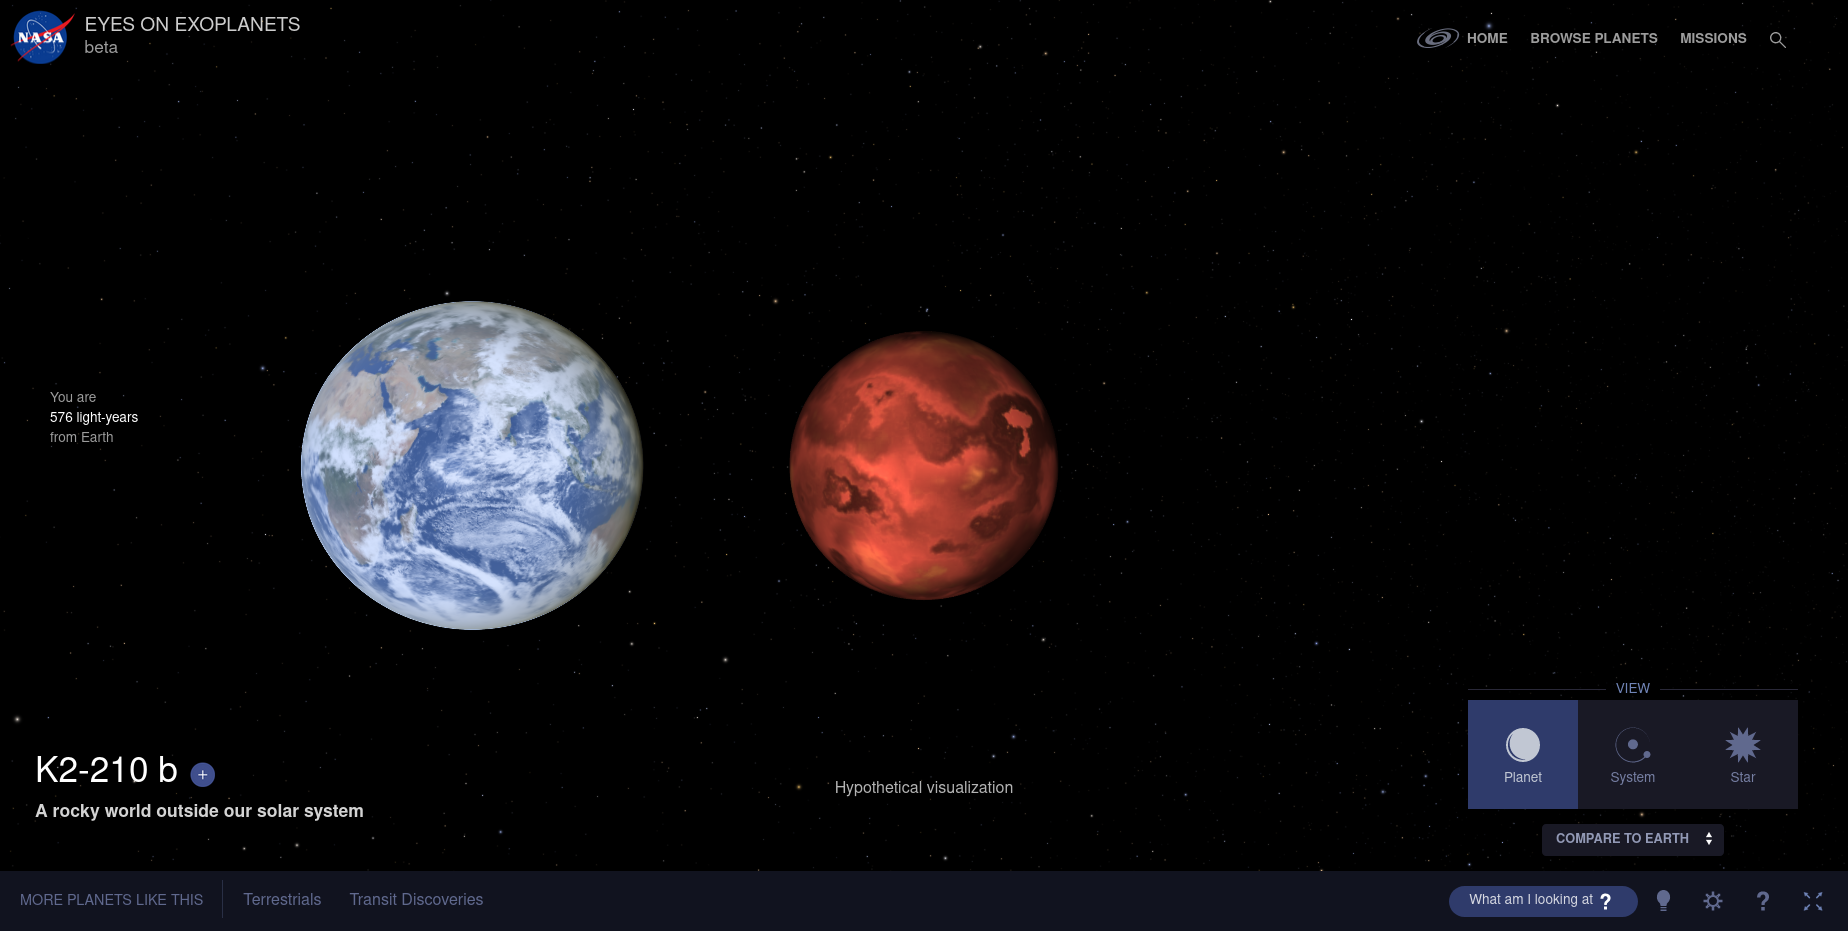 NASA
EYES ON EXOPLANETS
beta
HOME
BROWSE PLANETS
MISSIONS
You are
576 light-years
from Earth
K2-210 b +
A rocky world outside our solar system
Hypothetical visualization
VIEW
Planet
System
Star
COMPARE TO EARTH
MORE PLANETS LIKE THIS
Terrestrials
Transit Discoveries
What am I looking at ?
?